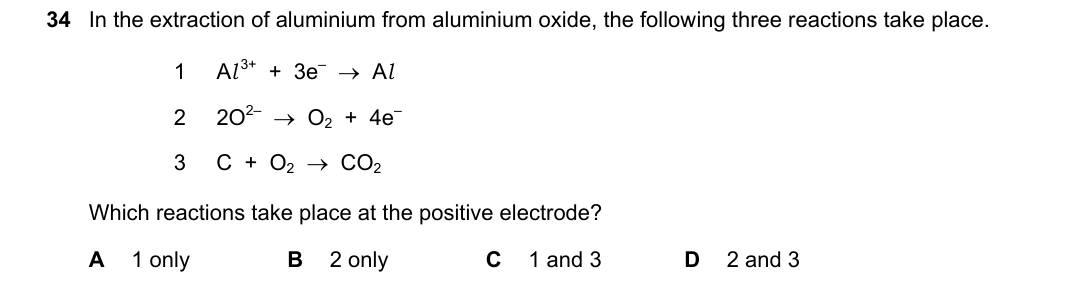 34 In the extraction of aluminium from aluminium oxide, the following three reactions take place.
1 Al³⁺ + 3e⁻ → Al
2 2O²⁻ → O₂ + 4e⁻
3 C + O₂ → CO₂
Which reactions take place at the positive electrode?
A 1 only B 2 only C 1 and 3 D 2 and 3